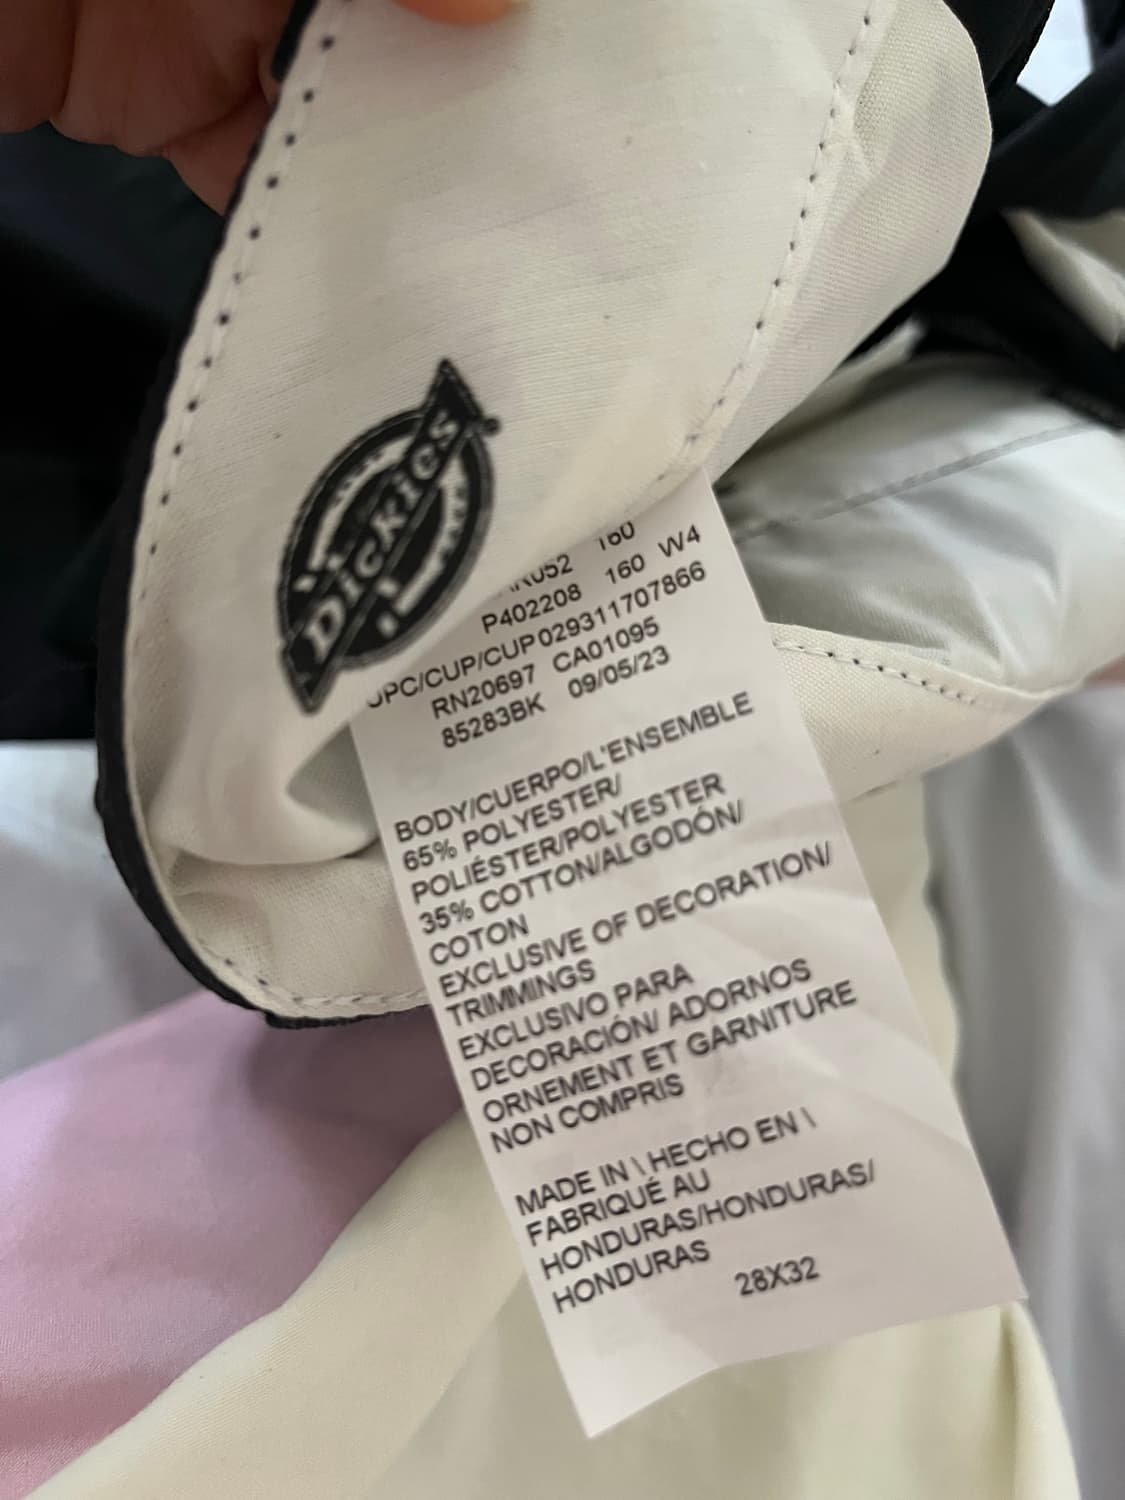 Dickies
160
P402208 160 W4
UPC/CUP/CUP 029311707866
RN20697 CA01095
85283BK 09/05/23
BODY/CUERPO/L'ENSEMBLE
65% POLYESTER/
POLIÉSTER/POLYESTER
35% COTTON/ALGODÓN/
COTON
EXCLUSIVE OF DECORATION/
TRIMMINGS
EXCLUSIVO PARA
DECORACIÓN/ ADORNOS
ORNEMENT ET GARNITURE
NON COMPRIS
MADE IN \ HECHO EN \
FABRIQUÉ AU
HONDURAS/HONDURAS/
HONDURAS
28X32